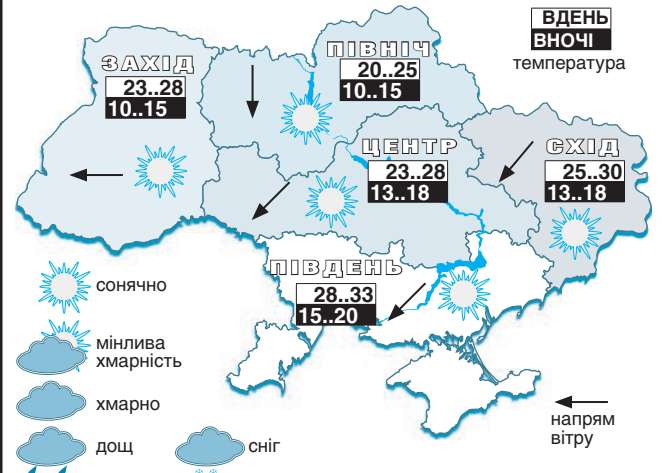 ВДЕНЬ
ВНОЧІ
температура
ЗАХІД
23..28
10..15
ПІВНІЧ
20..25
10..15
ЦЕНТР
23..28
13..18
СХІД
25..30
13..18
ПІВДЕНЬ
28..33
15..20
сонячно
мінлива
хмарність
хмарно
дощ
сніг
напрям
вітру